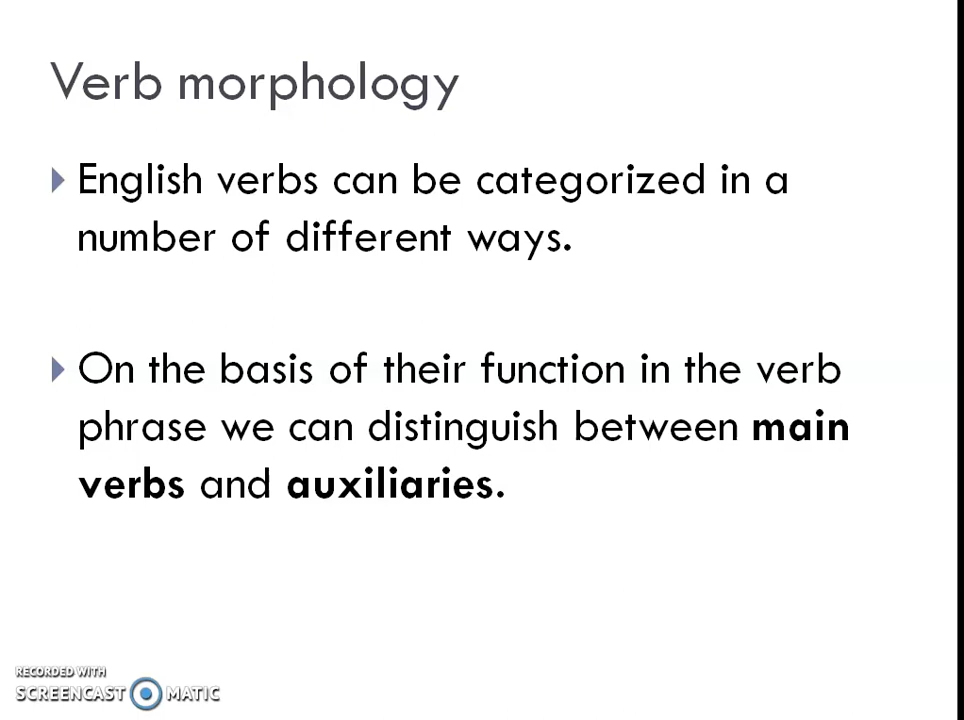 Verb morphology
English verbs can be categorized in a
number of different ways.
On the basis of their function in the verb
phrase we can distinguish between main
verbs and auxiliaries.
RECORDED WITH
SCREENCAST MATIC